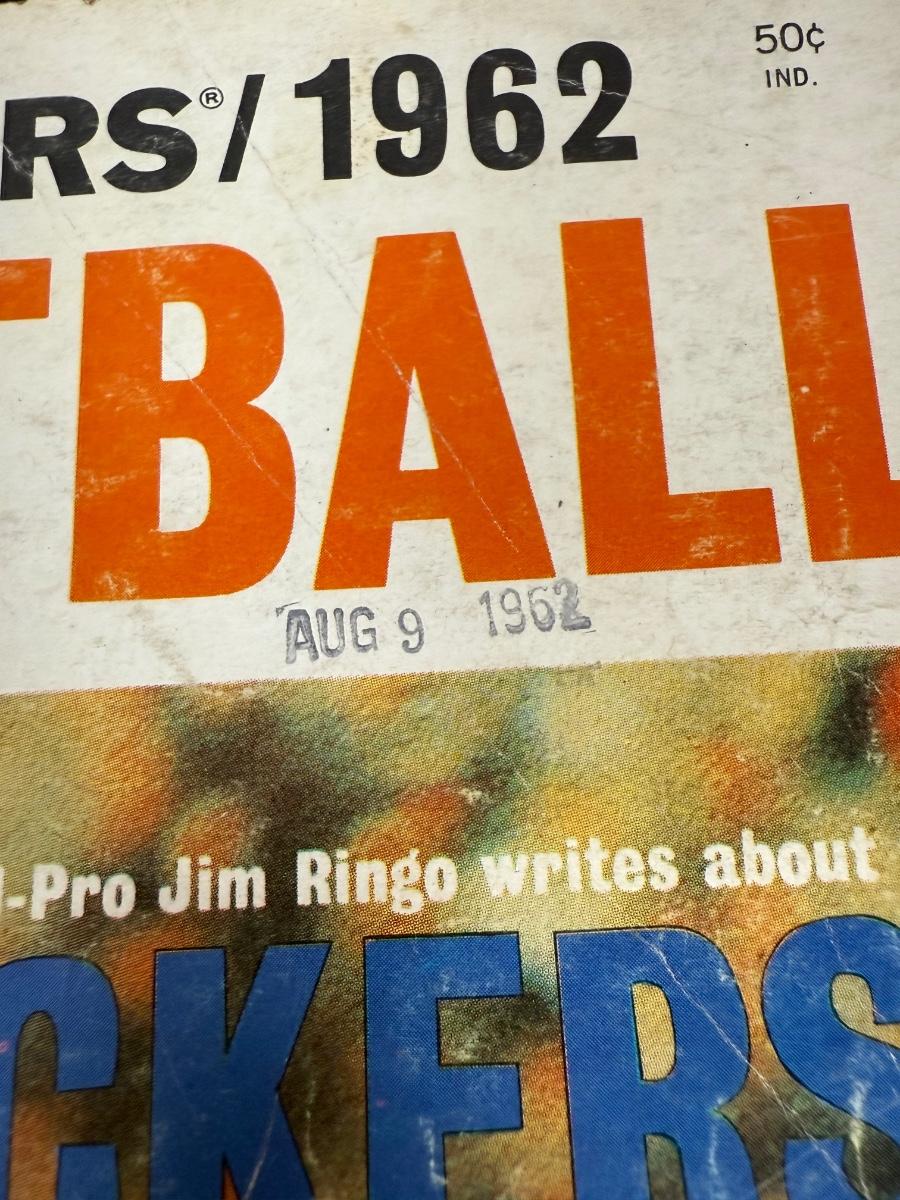 RS®/1962
50¢
IND.
TBALL
AUG 9 1962
l-Pro Jim Ringo writes about
CKERS